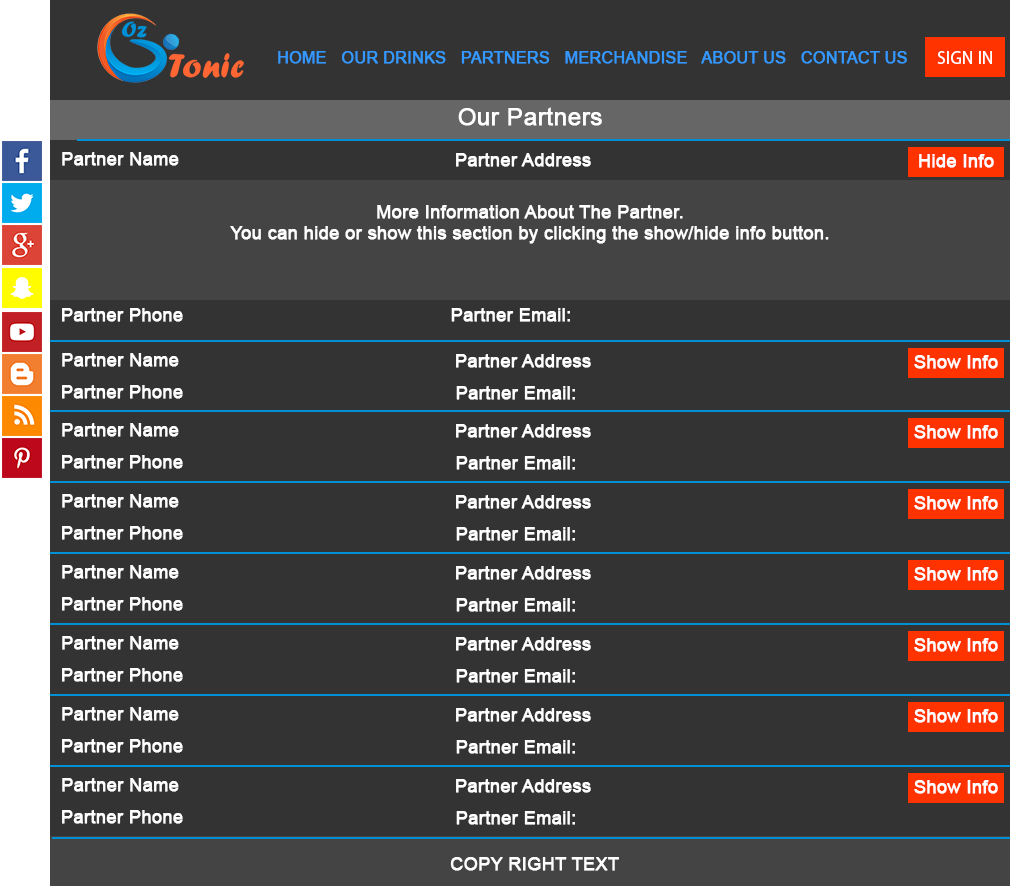 Oz
Tonic
HOME OUR DRINKS PARTNERS MERCHANDISE ABOUT US CONTACT US SIGN IN
Our Partners
Partner Name Partner Address Hide Info
More Information About The Partner.
You can hide or show this section by clicking the show/hide info button.
Partner Phone Partner Email:
Partner Name Partner Address Show Info
Partner Phone Partner Email:
Partner Name Partner Address Show Info
Partner Phone Partner Email:
Partner Name Partner Address Show Info
Partner Phone Partner Email:
Partner Name Partner Address Show Info
Partner Phone Partner Email:
Partner Name Partner Address Show Info
Partner Phone Partner Email:
Partner Name Partner Address Show Info
Partner Phone Partner Email:
Partner Name Partner Address Show Info
Partner Phone Partner Email:
COPY RIGHT TEXT